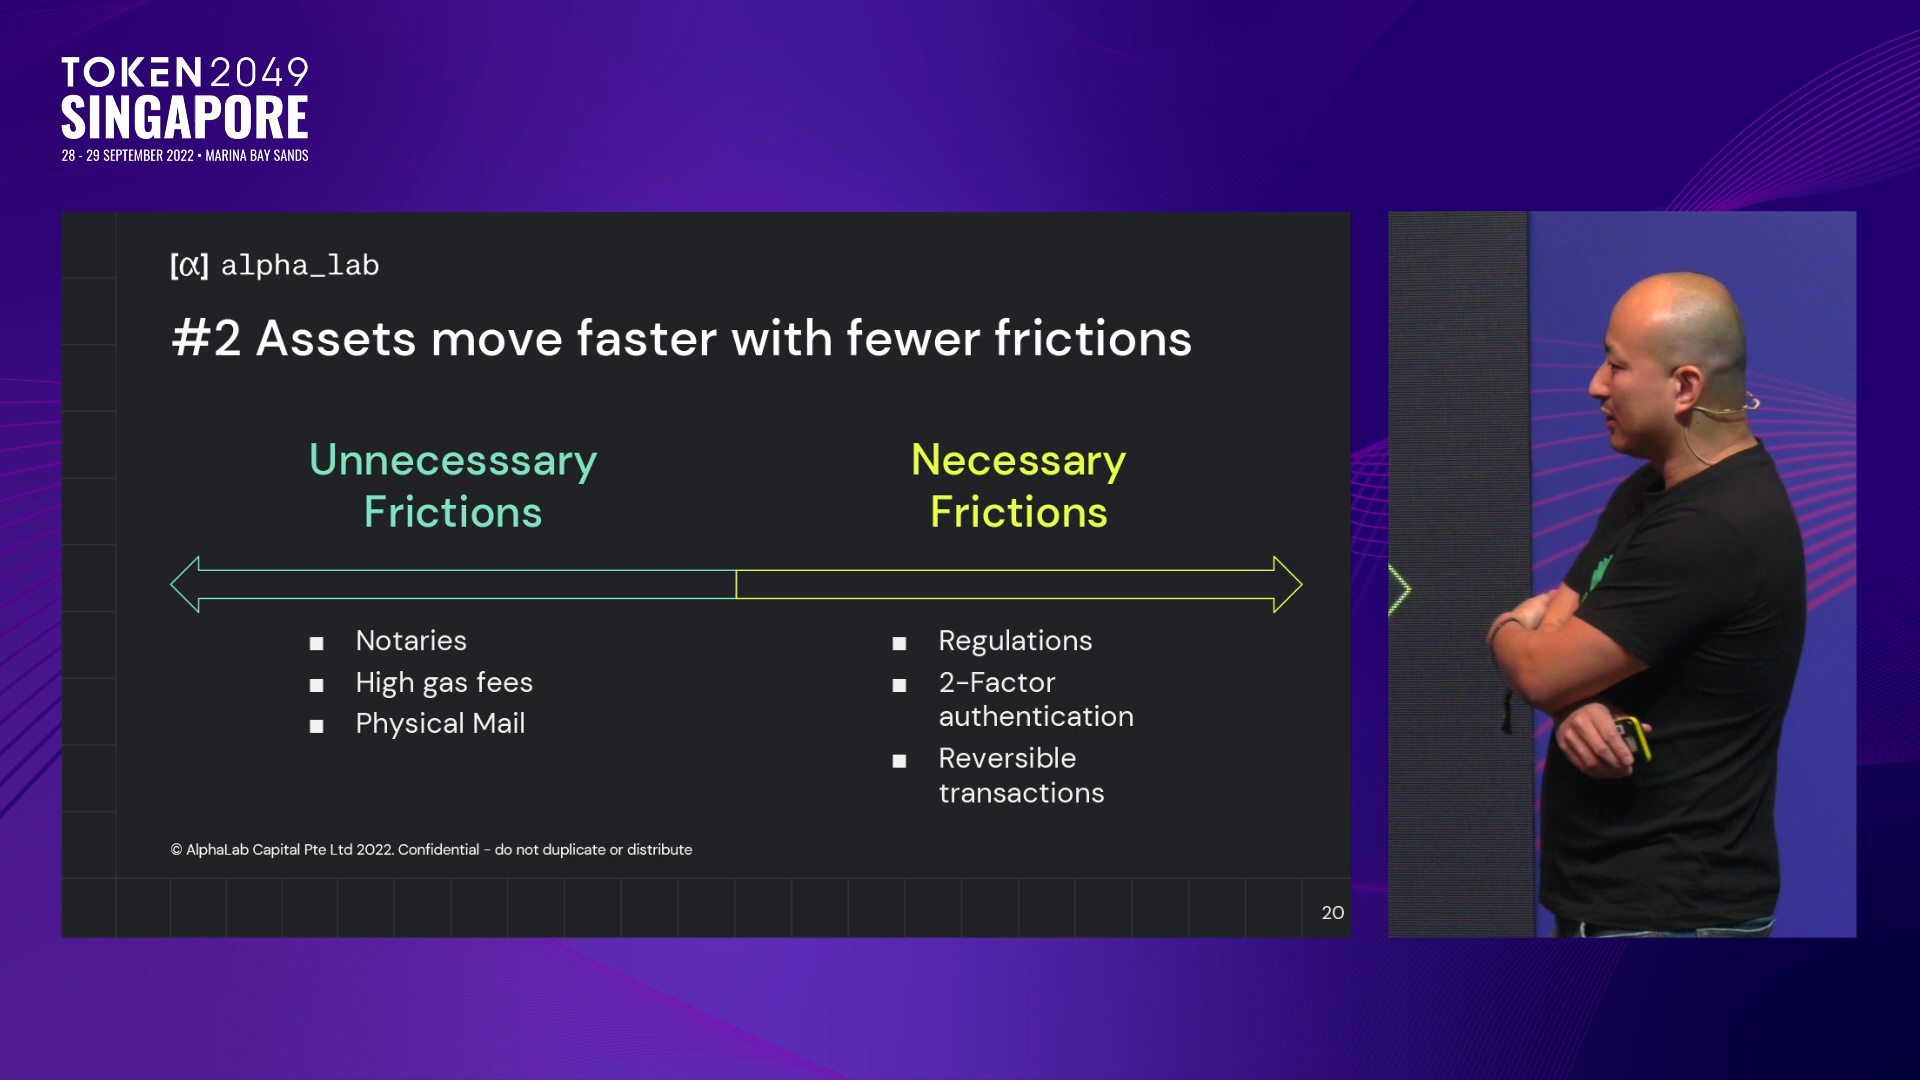 TOKEN2049
SINGAPORE
28 - 29 SEPTEMBER 2022 • MARINA BAY SANDS
[α] alpha_lab
#2 Assets move faster with fewer frictions
Unnecesssary
Frictions
■ Notaries
■ High gas fees
■ Physical Mail
Necessary
Frictions
■ Regulations
■ 2-Factor
authentication
■ Reversible
transactions
© AlphaLab Capital Pte Ltd 2022. Confidential - do not duplicate or distribute
20